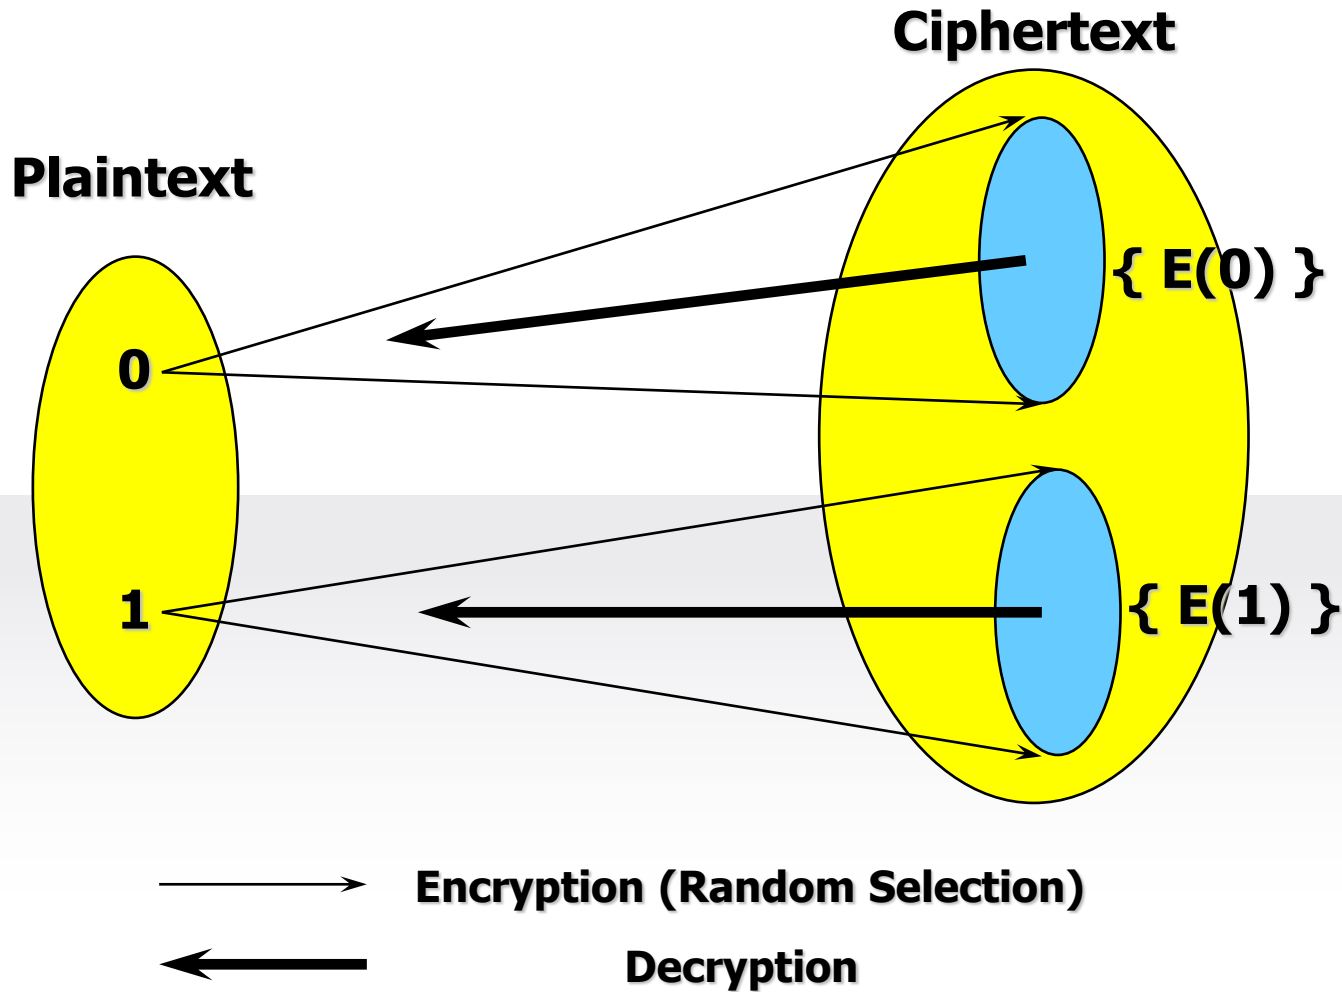 Ciphertext
Plaintext
{ E(0) }
0
1
{ E(1) }
Encryption (Random Selection)
Decryption